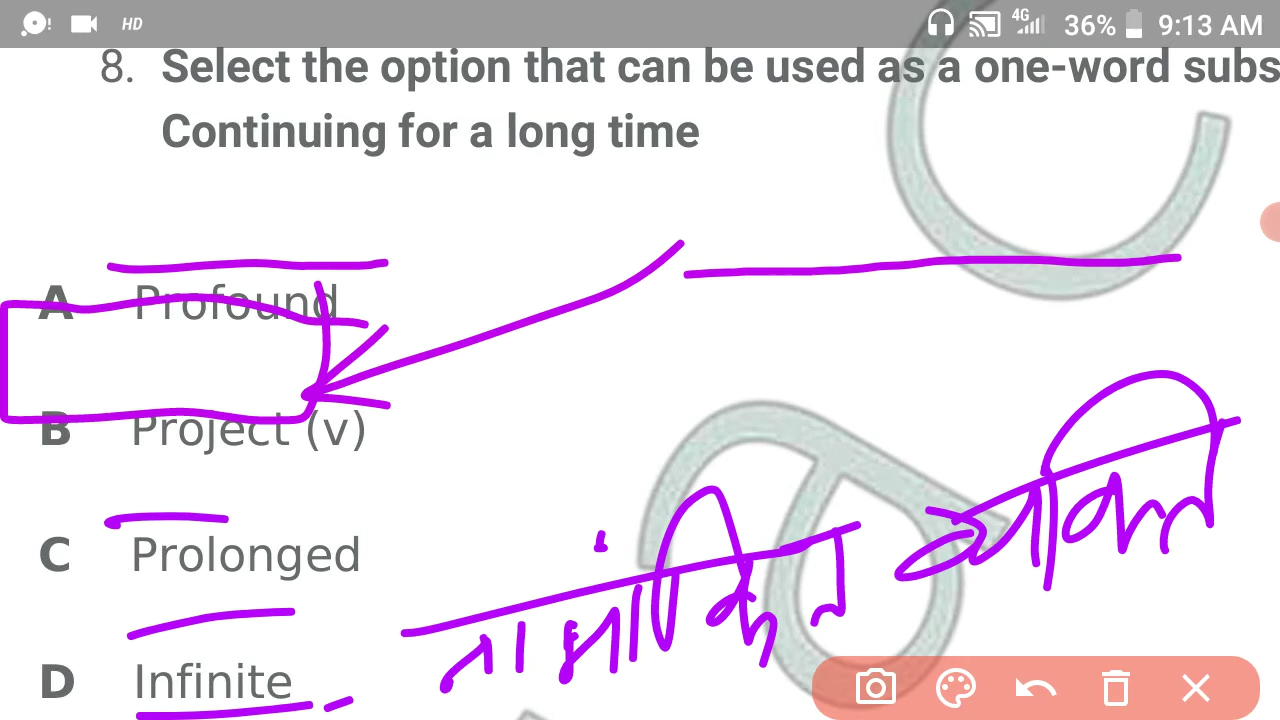 HD 4G 36% 9:13 AM
8. Select the option that can be used as a one-word subs
Continuing for a long time
A Profound
B Project (v)
C Prolonged
D Infinite